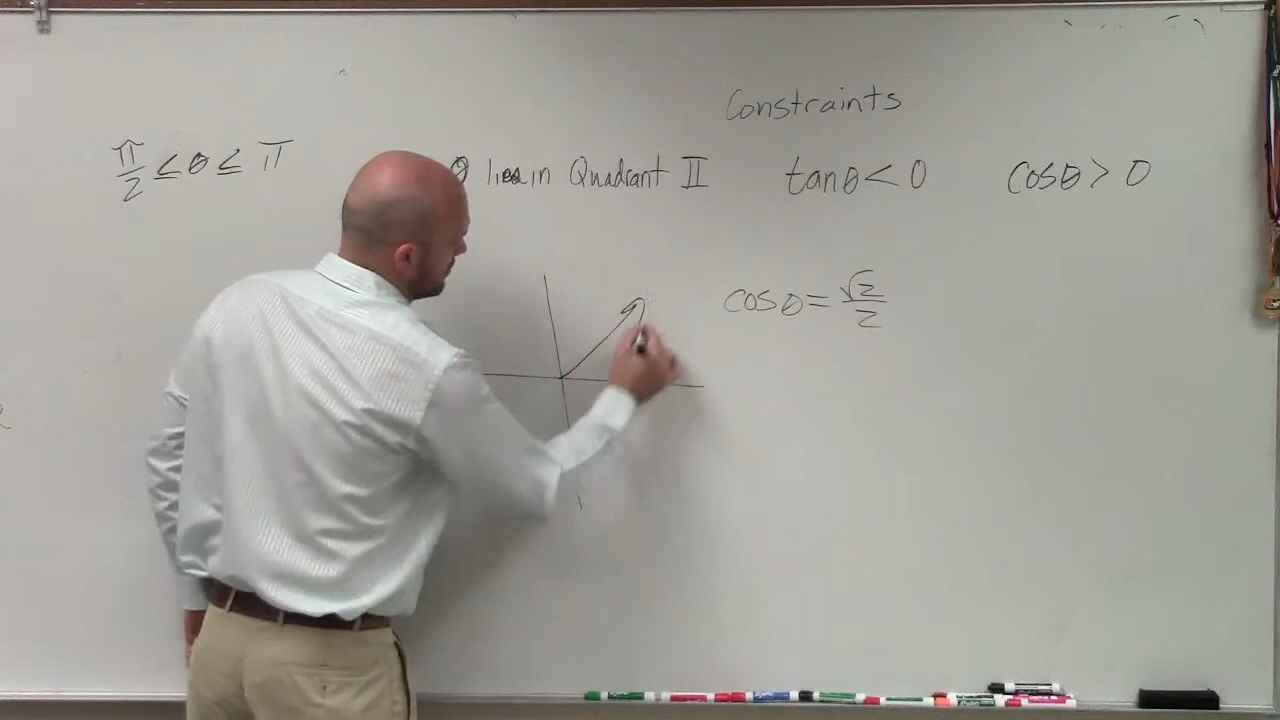 Constraints
π/2 ≤ θ ≤ π
θ lies in Quadrant II
tanθ < 0
cosθ > 0
cosθ = √2/2